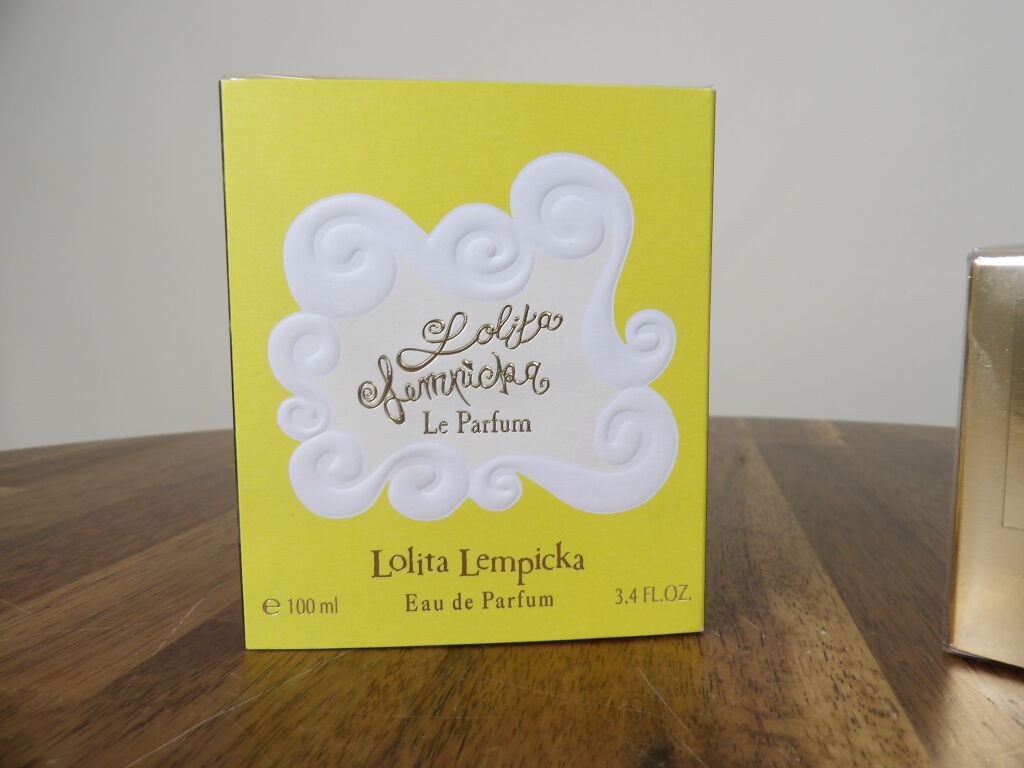 Lolita
Lempicka
Le Parfum
Lolita Lempicka
Eau de Parfum
℮ 100 ml
3.4 FL.OZ.